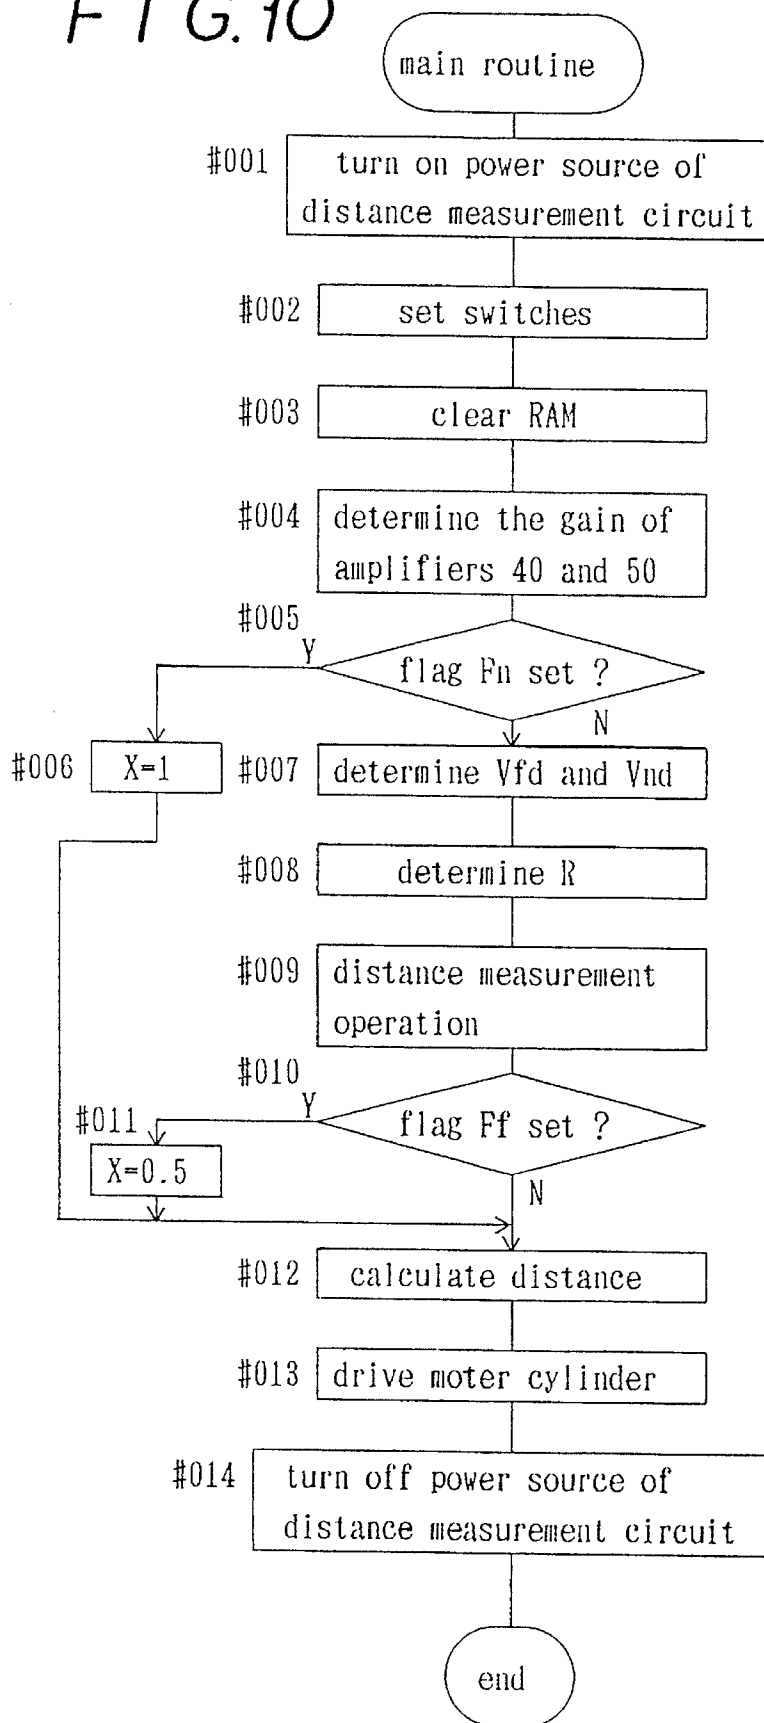 FIG.10
main routine
#001
turn on power source of
distance measurement circuit
#002
set switches
#003
clear RAM
#004
determine the gain of
amplifiers 40 and 50
#005
Y
flag Fn set ?
N
#006
X=1
#007
determine Vfd and Vnd
#008
determine R
#009
distance measurement
operation
#010
Y
flag Ff set ?
N
#011
X=0.5
#012
calculate distance
#013
drive moter cylinder
#014
turn off power source of
distance measurement circuit
end